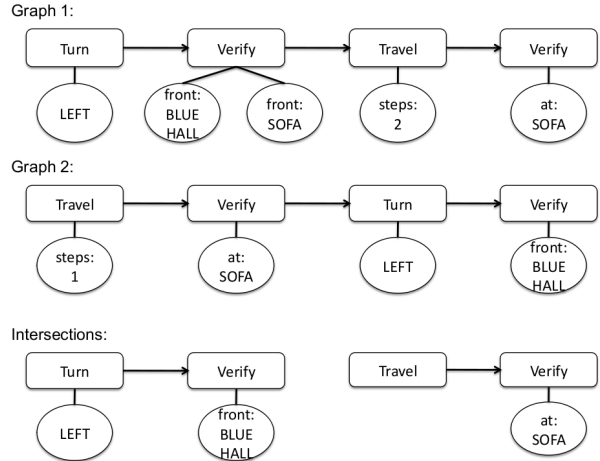 Graph 1:
Turn
Verify
Travel
Verify
LEFT
front:
BLUE
HALL
front:
SOFA
steps:
2
at:
SOFA
Graph 2:
Travel
Verify
Turn
Verify
steps:
1
at:
SOFA
LEFT
front:
BLUE
HALL
Intersections:
Turn
Verify
Travel
Verify
LEFT
front:
BLUE
HALL
at:
SOFA